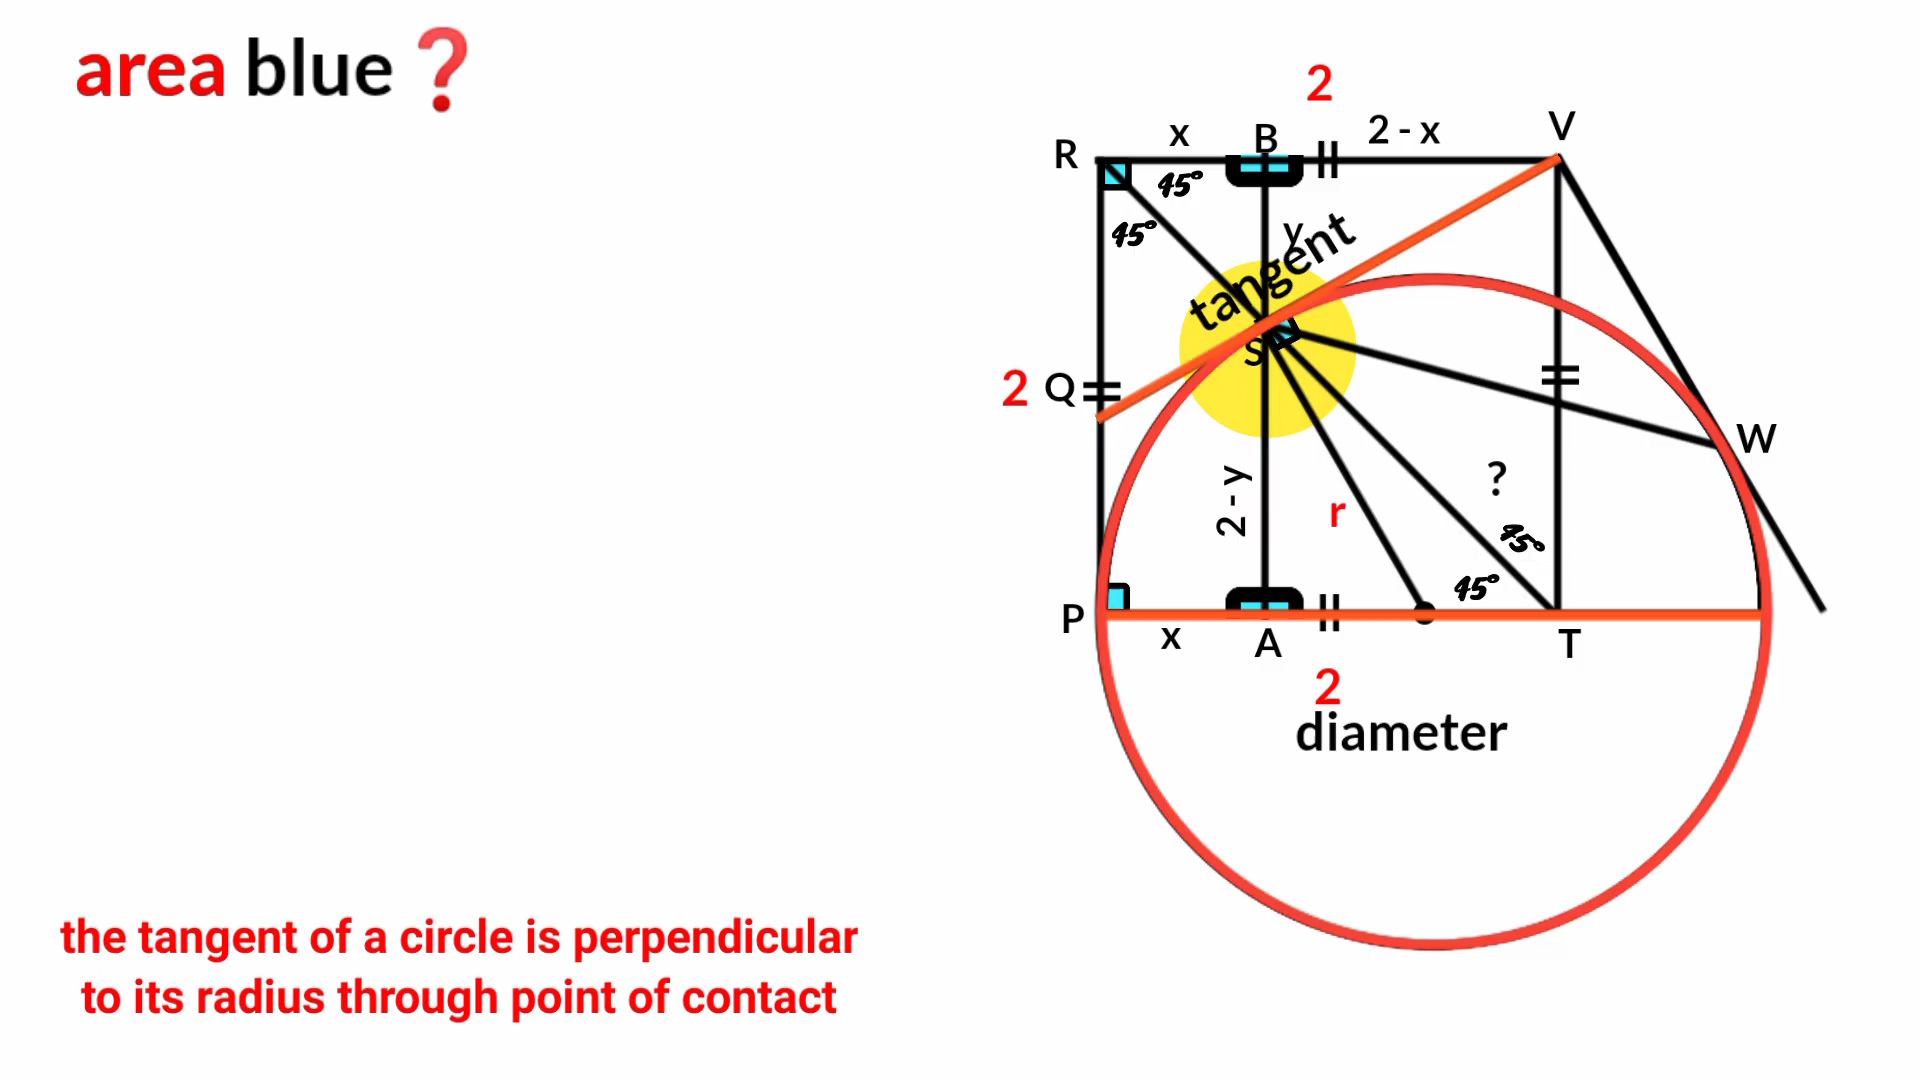 area blue ❓
2
x
B
2 - x
V
R
45°
45°
y
tangent
S
2
Q
W
?
2 - y
r
45°
45°
P
x
A
T
2
diameter
the tangent of a circle is perpendicular
to its radius through point of contact